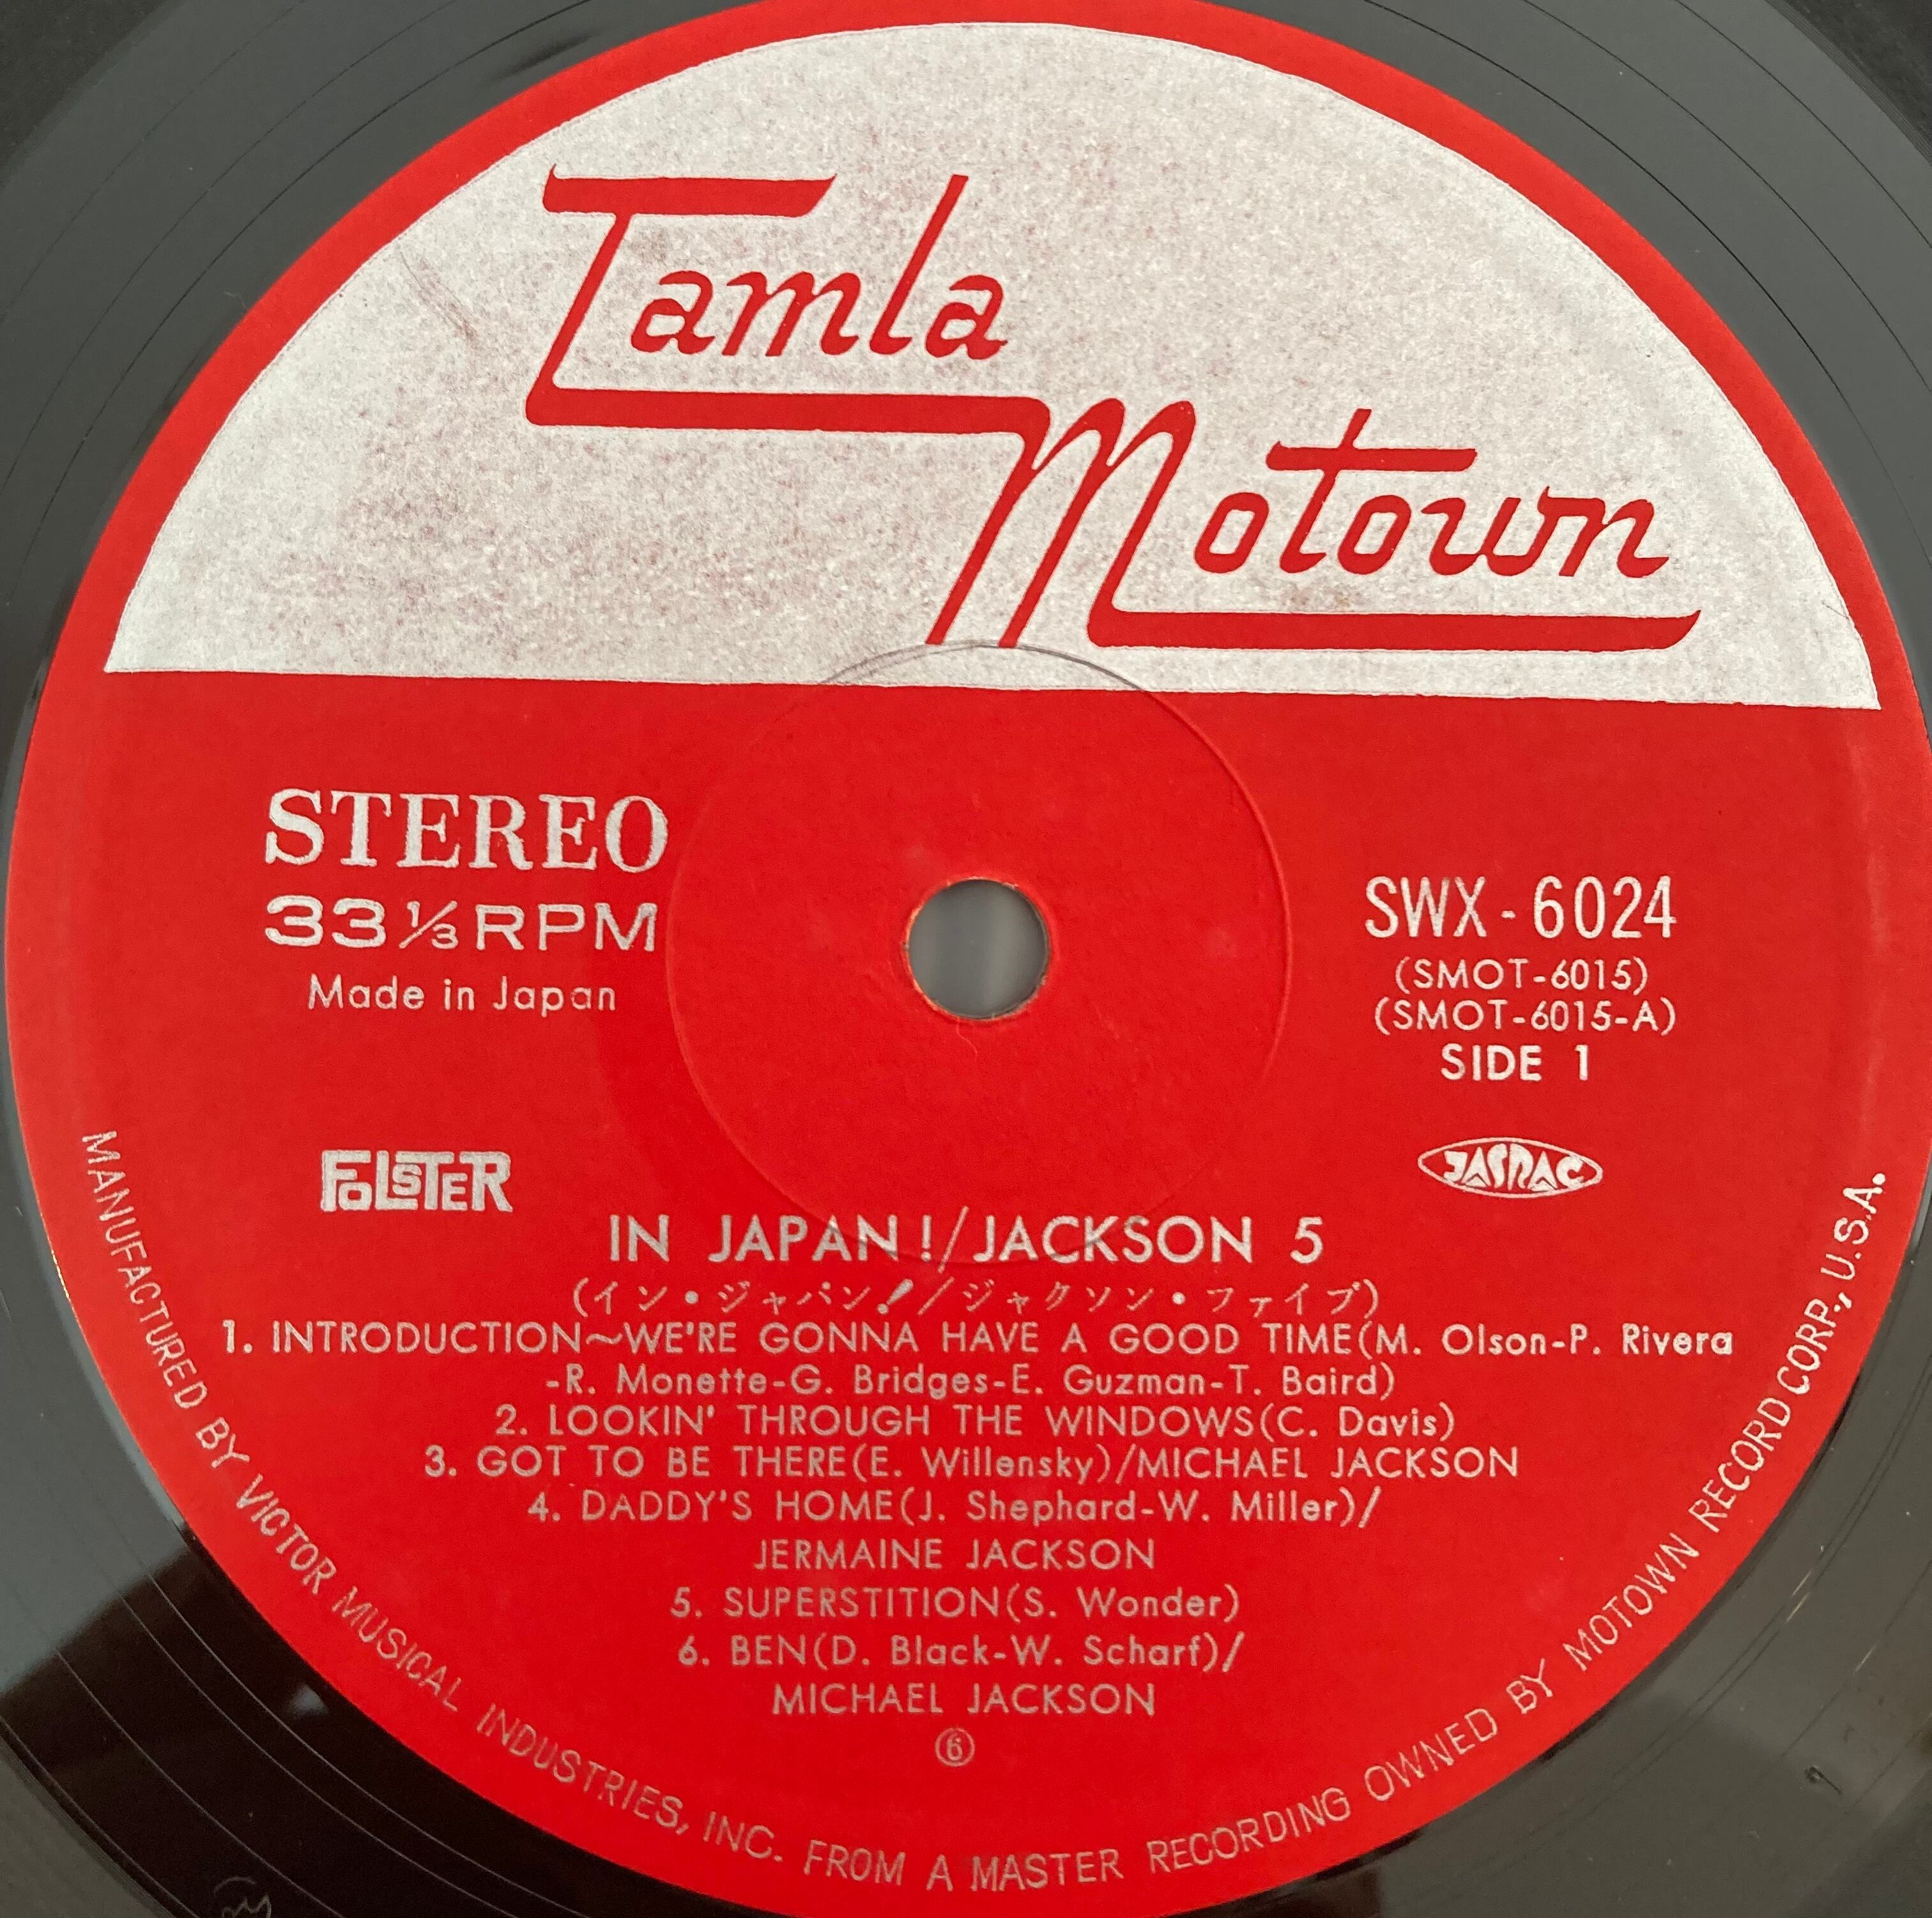 Tamla
Motown
STEREO
33 1/3 RPM
Made in Japan
SWX-6024
(SMOT-6015)
(SMOT-6015-A)
SIDE 1
FOLSTER
JASRAC
IN JAPAN!/JACKSON 5
(イン・ジャパン!/ジャクソン・ファイブ)
1. INTRODUCTION~WE'RE GONNA HAVE A GOOD TIME(M. Olson-P. Rivera
-R. Monette-G. Bridges-E. Guzman-T. Baird)
2. LOOKIN' THROUGH THE WINDOWS(C. Davis)
3. GOT TO BE THERE(E. Willensky)/MICHAEL JACKSON
4. DADDY'S HOME(J. Shephard-W. Miller)/
JERMAINE JACKSON
5. SUPERSTITION(S. Wonder)
6. BEN(D. Black-W. Scharf)/
MICHAEL JACKSON
⑥
MANUFACTURED BY VICTOR MUSICAL INDUSTRIES, INC. FROM A MASTER RECORDING OWNED BY MOTOWN RECORD CORP., U.S.A.